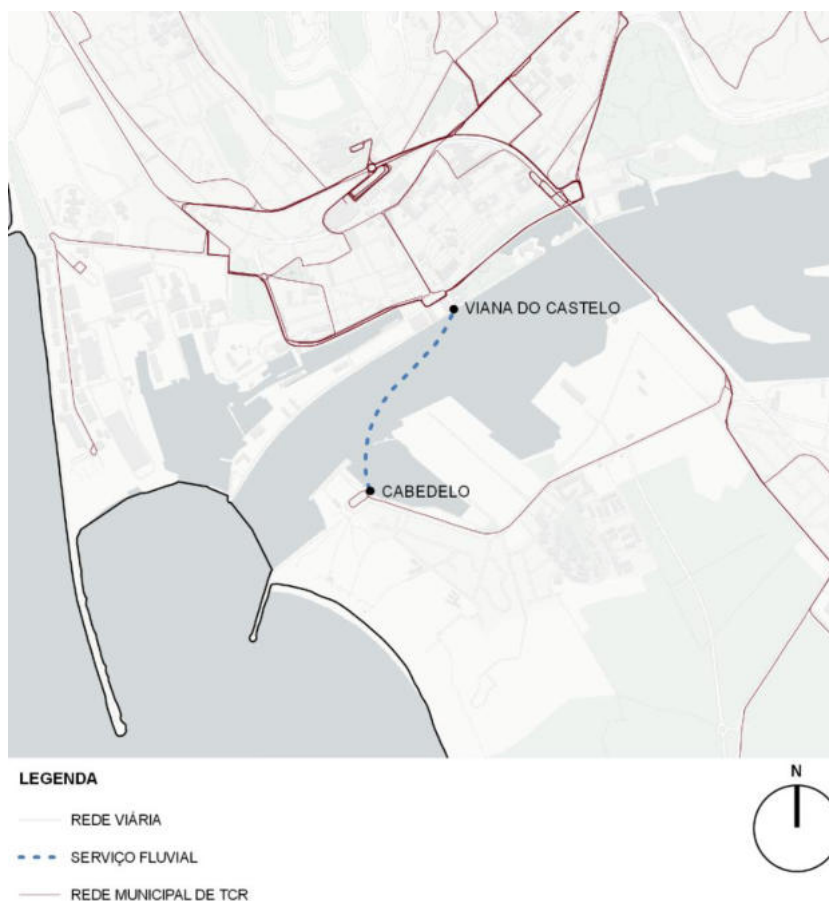 VIANA DO CASTELO
CABEDELO
LEGENDA
N
REDE VIÁRIA
SERVIÇO FLUVIAL
REDE MUNICIPAL DE TCR